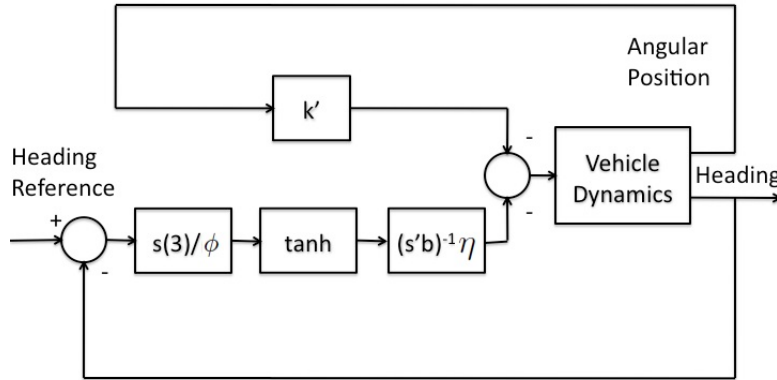 Angular
Position
k'
-
Heading
Reference
Vehicle
Dynamics
Heading
+
-
s(3)/ϕ
tanh
(s'b)⁻¹η
-